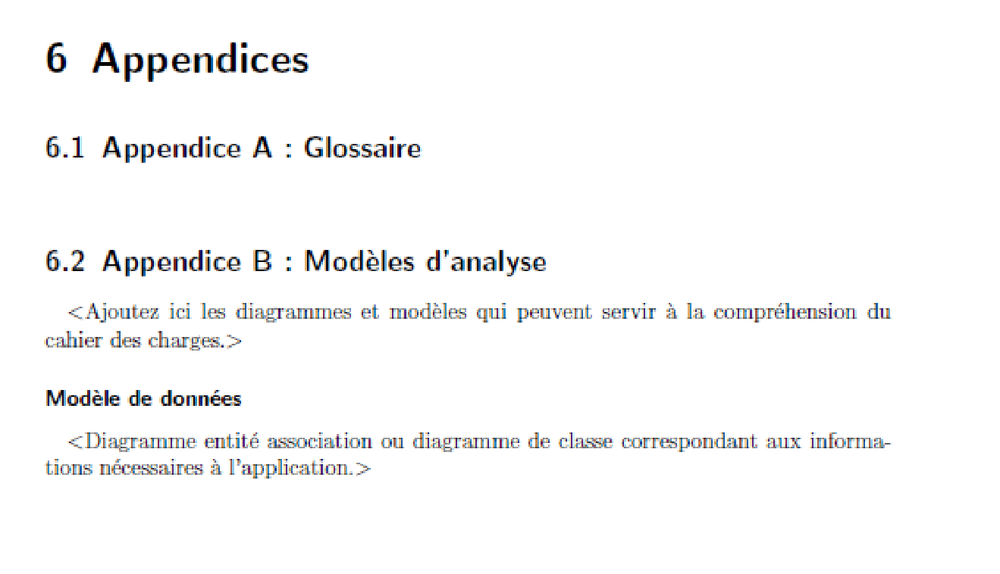 6 Appendices
6.1 Appendice A : Glossaire
6.2 Appendice B : Modèles d'analyse
<Ajoutez ici les diagrammes et modèles qui peuvent servir à la compréhension du
cahier des charges.>
Modèle de données
<Diagramme entité association ou diagramme de classe correspondant aux informa-
tions nécessaires à l'application.>